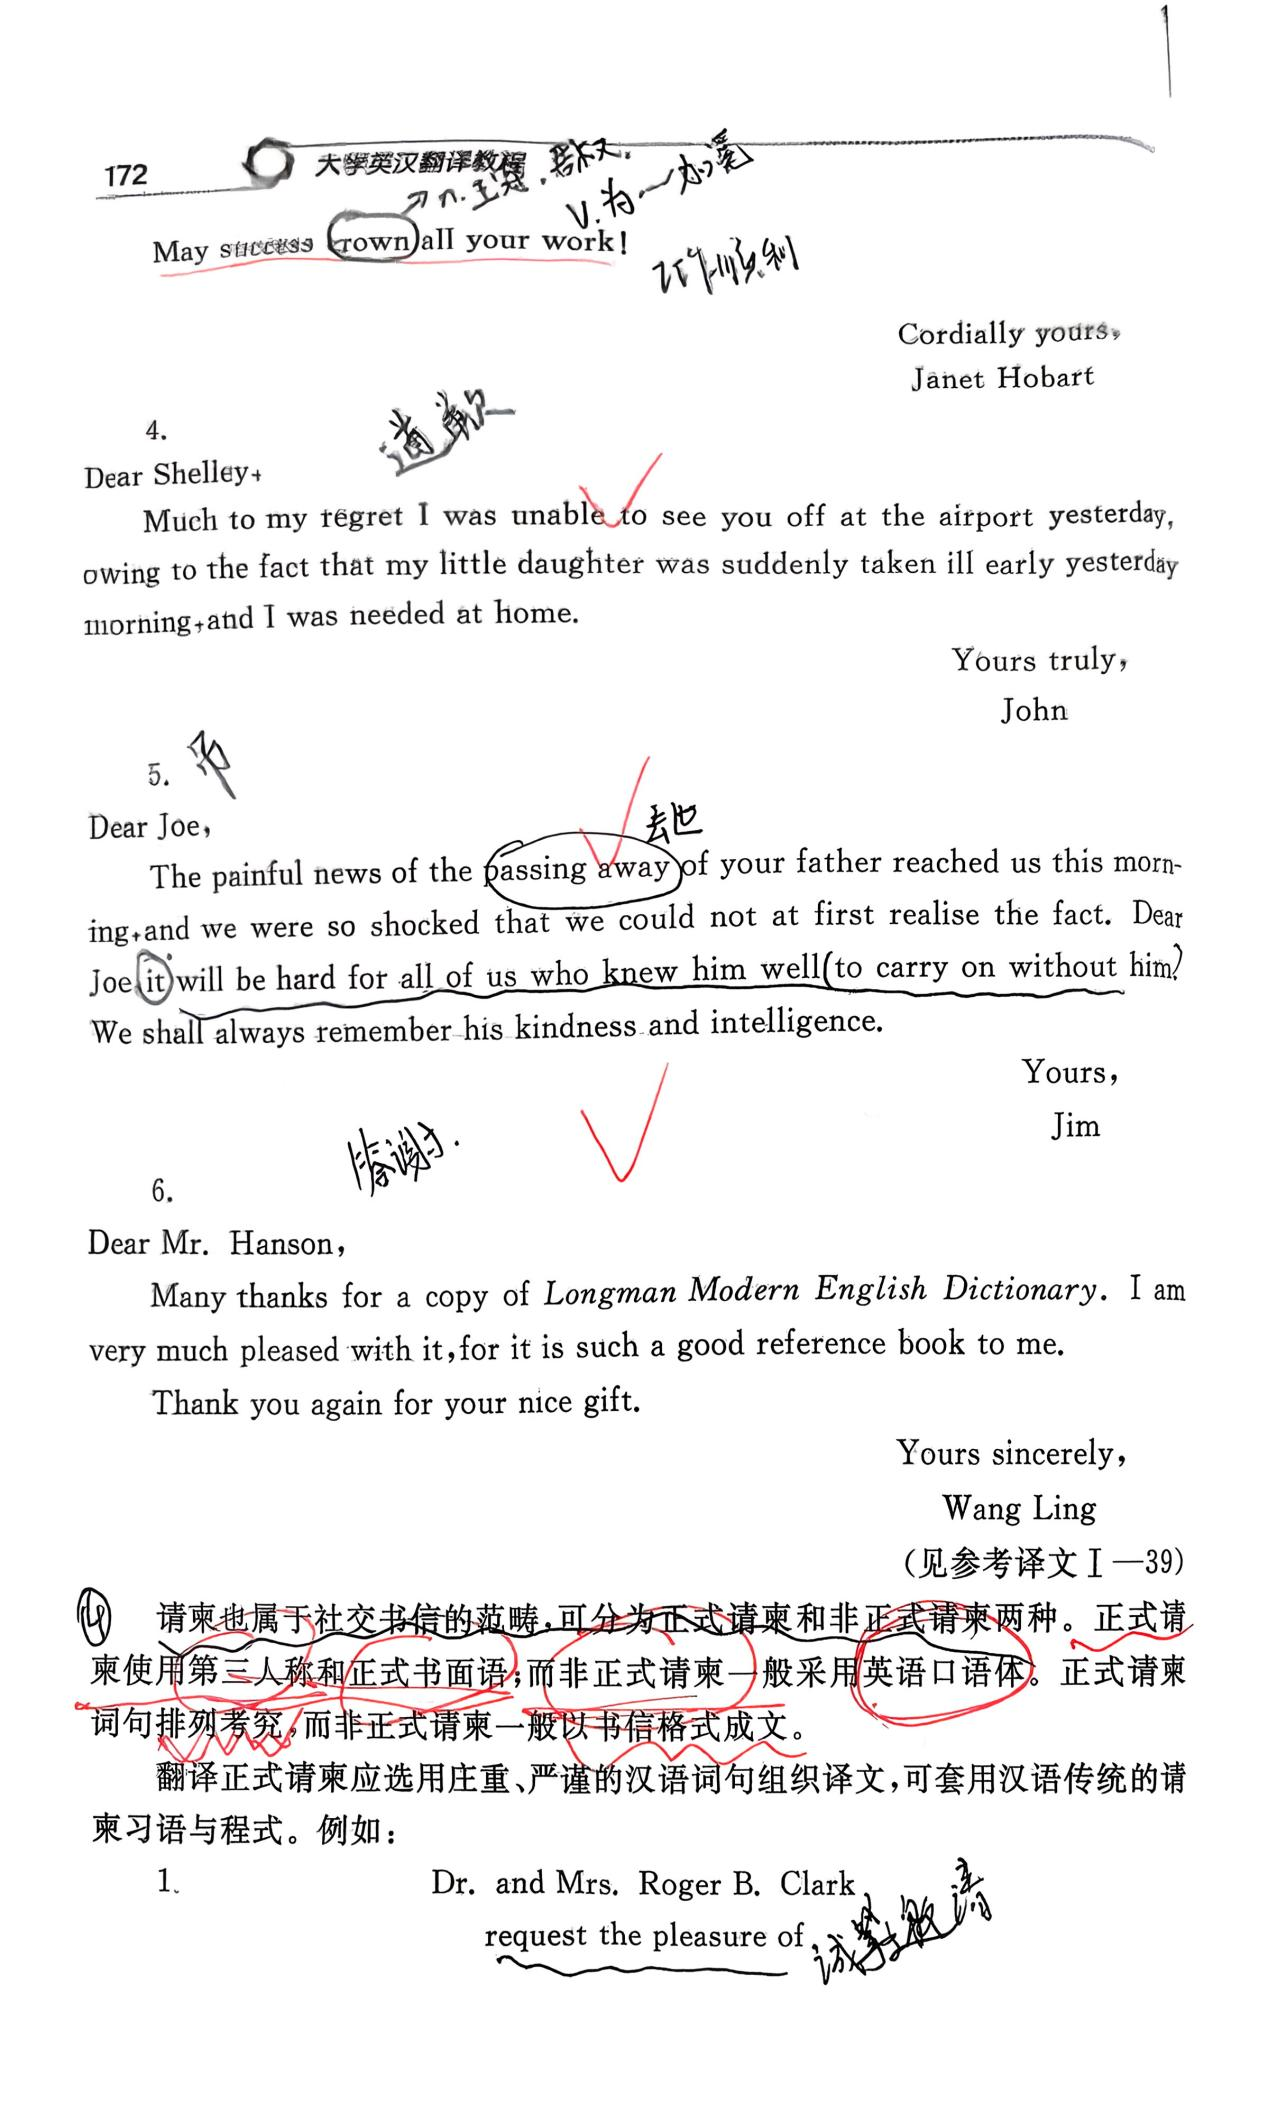 172 大学英汉翻译教程
n. 王冠.
v. 为一加冕
May success crown all your work!
顺利
Cordially yours,
Janet Hobart
4.
道歉
Dear Shelley,
Much to my regret I was unable to see you off at the airport yesterday,
owing to the fact that my little daughter was suddenly taken ill early yesterday
morning, and I was needed at home.
Yours truly,
John
5. 吊
Dear Joe,
去世
The painful news of the passing away of your father reached us this morn-
ing, and we were so shocked that we could not at first realise the fact. Dear
Joe it will be hard for all of us who knew him well (to carry on without him?
We shall always remember his kindness and intelligence.
Yours,
Jim
答谢.
6.
Dear Mr. Hanson,
Many thanks for a copy of Longman Modern English Dictionary. I am
very much pleased with it, for it is such a good reference book to me.
Thank you again for your nice gift.
Yours sincerely,
Wang Ling
(见参考译文Ⅰ—39)
④ 请柬也属于社交书信的范畴,可分为正式请柬和非正式请柬两种。正式请
柬使用第三人称和正式书面语;而非正式请柬一般采用英语口语体。正式请柬
词句排列考究,而非正式请柬一般以书信格式成文。
翻译正式请柬应选用庄重、严谨的汉语词句组织译文,可套用汉语传统的请
柬习语与程式。例如:
1. Dr. and Mrs. Roger B. Clark
request the pleasure of 诚挚邀请